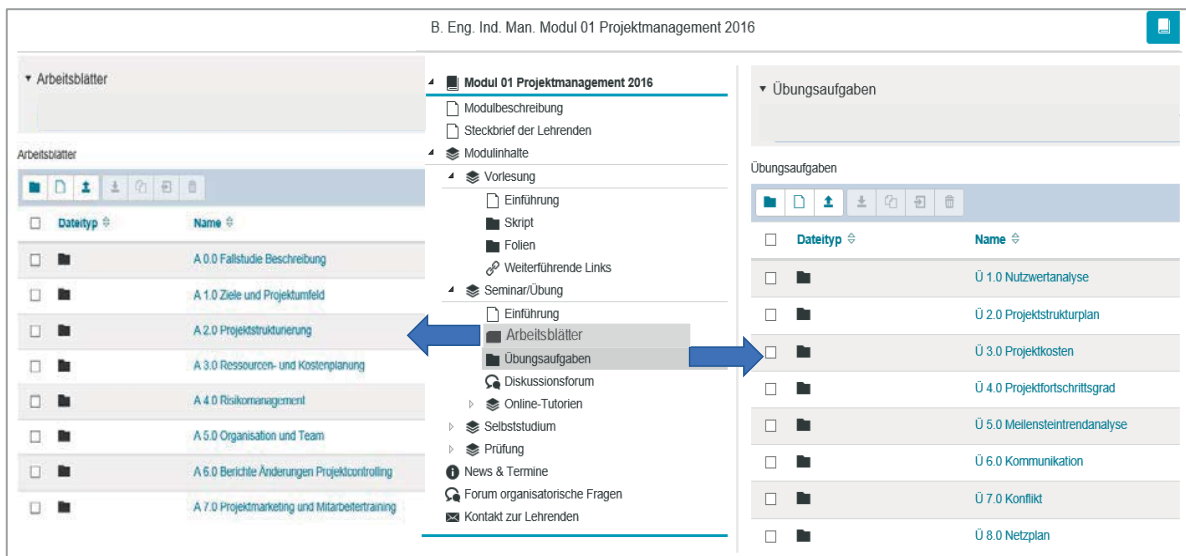 B. Eng. Ind. Man. Modul 01 Projektmanagement 2016
Arbeitsblätter
Arbeitsblätter
Dateityp Name
A 0.0 Fallstudie Beschreibung
A 1.0 Ziele und Projektumfeld
A 2.0 Projektstrukturierung
A 3.0 Ressourcen- und Kostenplanung
A 4.0 Risikomanagement
A 5.0 Organisation und Team
A 6.0 Berichte Änderungen Projektcontrolling
A 7.0 Projektmarketing und Mitarbeitertraining
Modul 01 Projektmanagement 2016
Modulbeschreibung
Steckbrief der Lehrenden
Modulinhalte
Vorlesung
Einführung
Skript
Folien
Weiterführende Links
Seminar/Übung
Einführung
Arbeitsblätter
Übungsaufgaben
Diskussionsforum
Online-Tutorien
Selbststudium
Prüfung
News & Termine
Forum organisatorische Fragen
Kontakt zur Lehrenden
Übungsaufgaben
Übungsaufgaben
Dateityp Name
Ü 1.0 Nutzwertanalyse
Ü 2.0 Projektstrukturplan
Ü 3.0 Projektkosten
Ü 4.0 Projektfortschrittsgrad
Ü 5.0 Meilensteintrendanalyse
Ü 6.0 Kommunikation
Ü 7.0 Konflikt
Ü 8.0 Netzplan